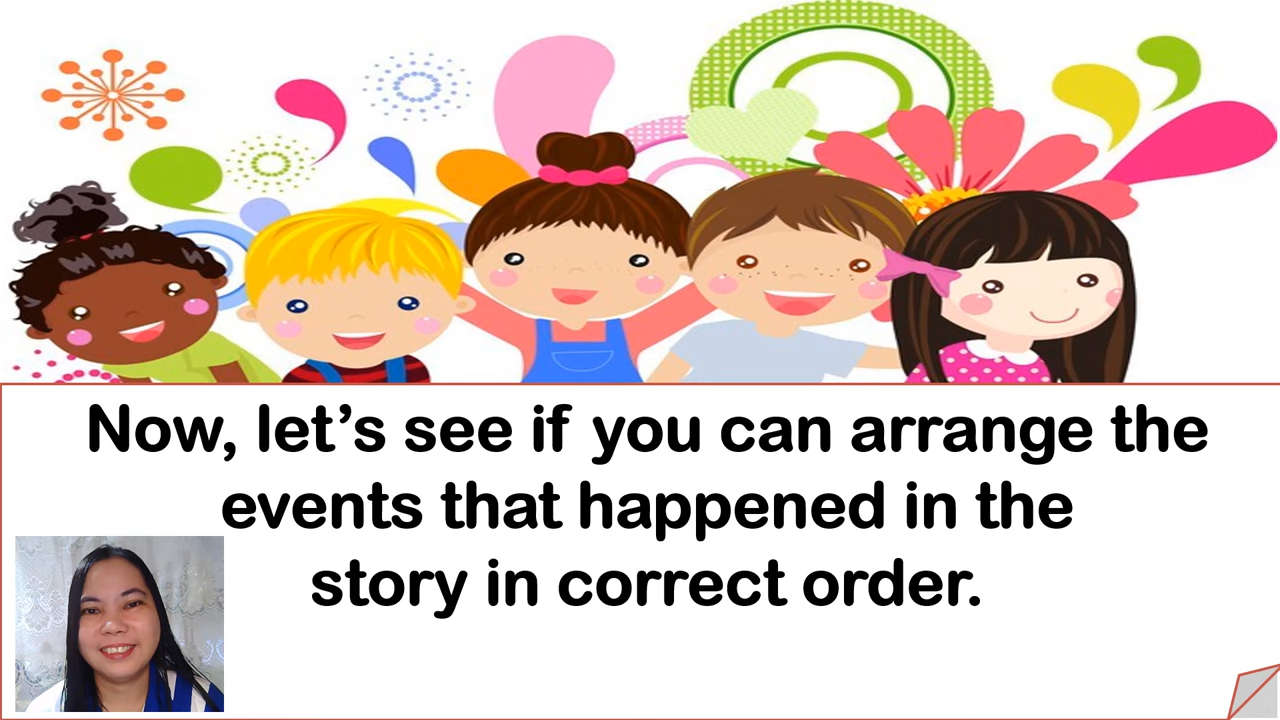 Now, let’s see if you can arrange the
events that happened in the
story in correct order.